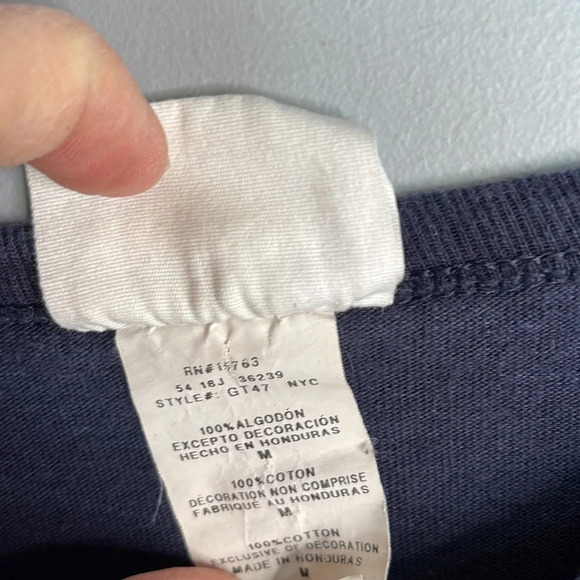 RN#15763
54 18J 36239
STYLE#: GT47 NYC
100%ALGODÓN
EXCEPTO DECORACIÓN
HECHO EN HONDURAS
M
100%COTON
DÉCORATION NON COMPRISE
FABRIQUÉ AU HONDURAS
M
100%COTTON
EXCLUSIVE OF DECORATION
MADE IN HONDURAS
M